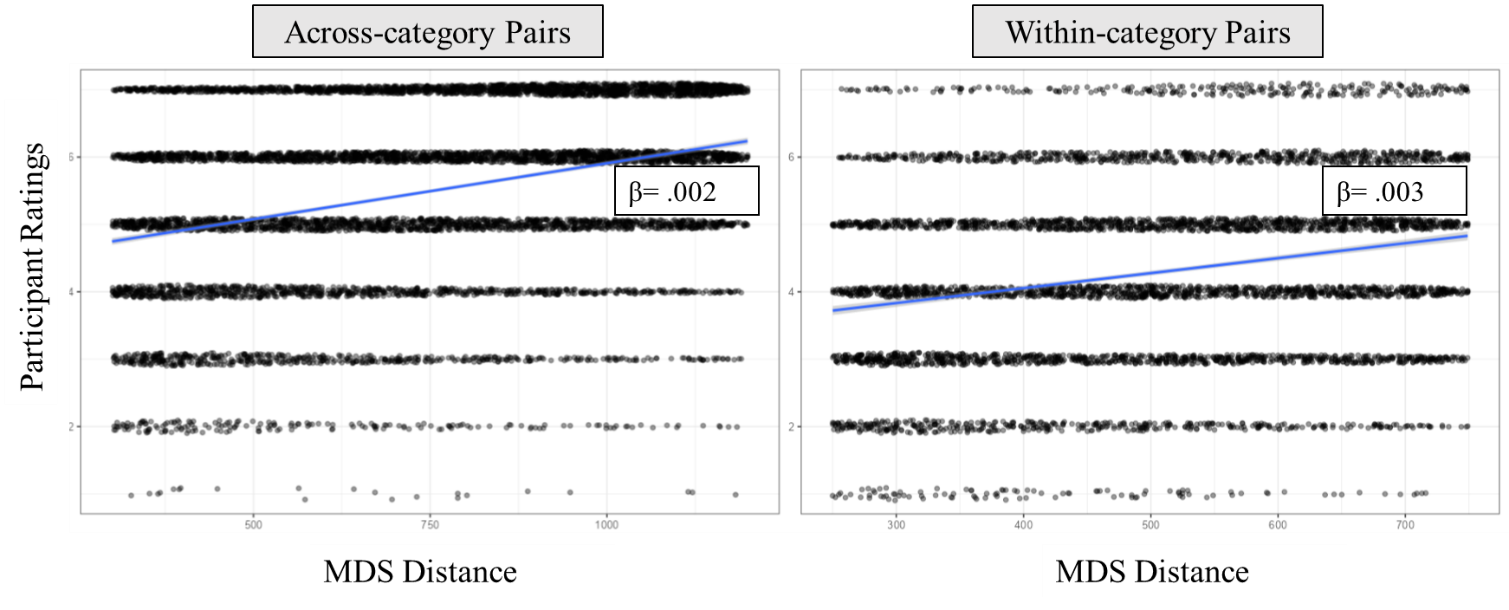 Across-category Pairs
Within-category Pairs
Participant Ratings
6
4
2
β= .002
500
750
1000
MDS Distance
6
4
2
β= .003
300
400
500
600
700
MDS Distance